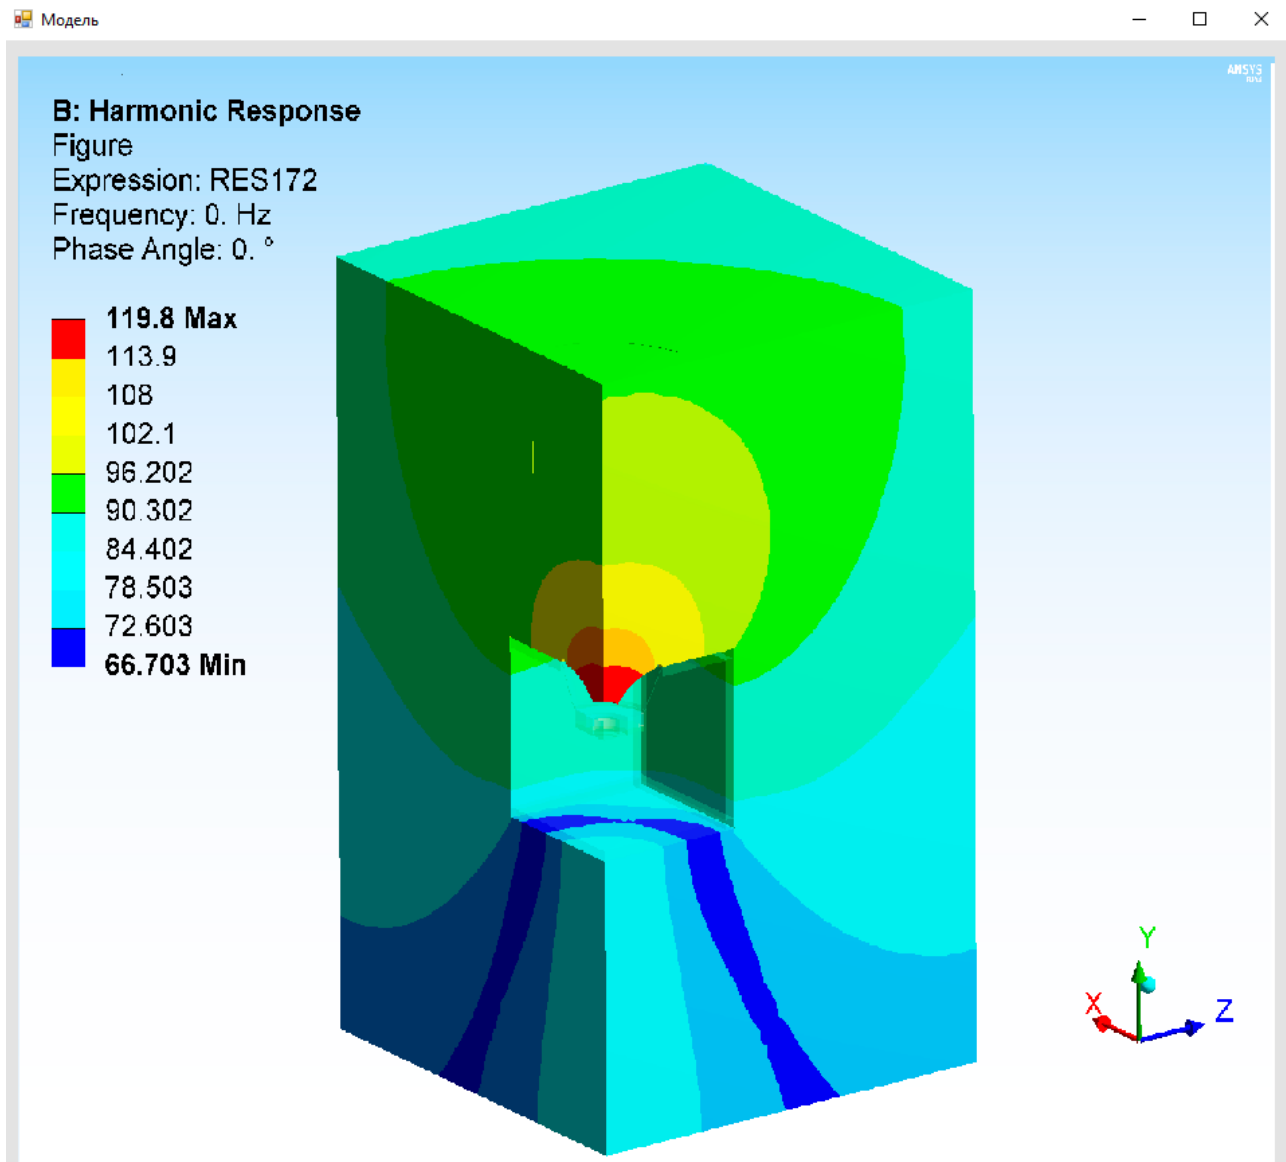 Модель
ANSYS
B: Harmonic Response
Figure
Expression: RES172
Frequency: 0. Hz
Phase Angle: 0. °
119.8 Max
113.9
108
102.1
96.202
90.302
84.402
78.503
72.603
66.703 Min
Y
X
Z